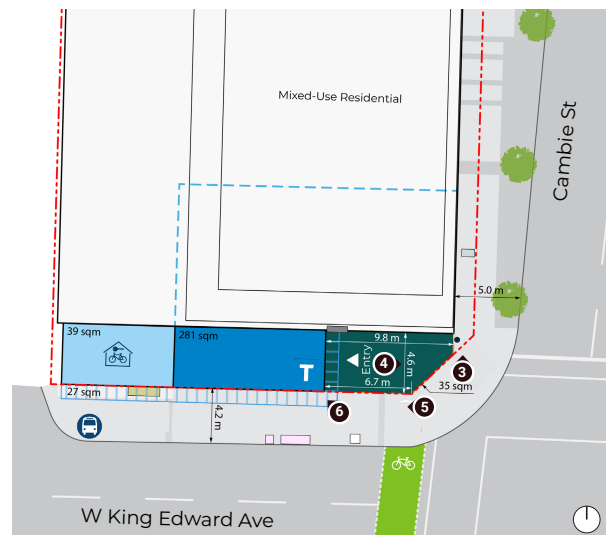 Mixed-Use Residential
Cambie St
5.0 m
39 sqm
281 sqm
9.8 m
Entry
4
4.6 m
3
T
6.7 m
35 sqm
27 sqm
6
5
4.2 m
W King Edward Ave